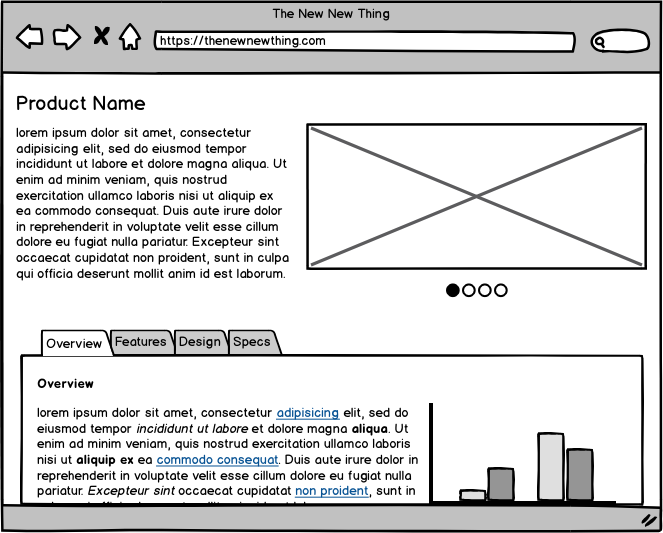 The New New Thing
https://thenewnewthing.com
Product Name
lorem ipsum dolor sit amet, consectetur
adipisicing elit, sed do eiusmod tempor
incididunt ut labore et dolore magna aliqua. Ut
enim ad minim veniam, quis nostrud
exercitation ullamco laboris nisi ut aliquip ex
ea commodo consequat. Duis aute irure dolor
in reprehenderit in voluptate velit esse cillum
dolore eu fugiat nulla pariatur. Excepteur sint
occaecat cupidatat non proident, sunt in culpa
qui officia deserunt mollit anim id est laborum.
Overview Features Design Specs
Overview
lorem ipsum dolor sit amet, consectetur adipisicing elit, sed do
eiusmod tempor incididunt ut labore et dolore magna aliqua. Ut
enim ad minim veniam, quis nostrud exercitation ullamco laboris
nisi ut aliquip ex ea commodo consequat. Duis aute irure dolor in
reprehenderit in voluptate velit esse cillum dolore eu fugiat nulla
pariatur. Excepteur sint occaecat cupidatat non proident, sunt in